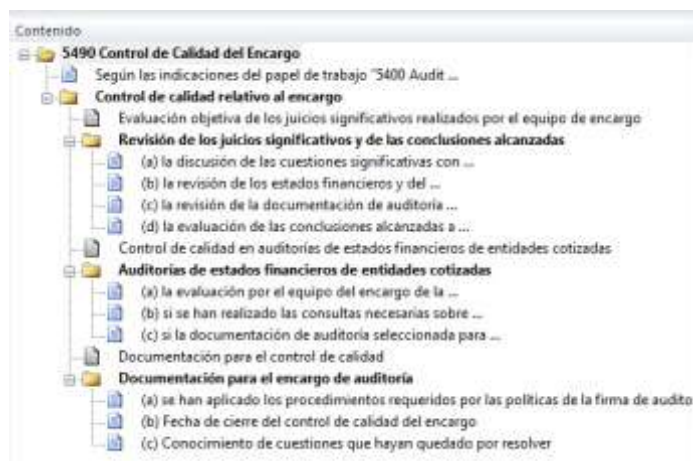 Contenido
5490 Control de Calidad del Encargo
Según las indicaciones del papel de trabajo "5400 Audit ...
Control de calidad relativo al encargo
Evaluación objetiva de los juicios significativos realizados por el equipo de encargo
Revisión de los juicios significativos y de las conclusiones alcanzadas
(a) la discusión de las cuestiones significativas con ...
(b) la revisión de los estados financieros y del ...
(c) la revisión de la documentación de auditoría ...
(d) la evaluación de las conclusiones alcanzadas a ...
Control de calidad en auditorías de estados financieros de entidades cotizadas
Auditorías de estados financieros de entidades cotizadas
(a) la evaluación por el equipo del encargo de la ...
(b) si se han realizado las consultas necesarias sobre ...
(c) si la documentación de auditoría seleccionada para ...
Documentación para el control de calidad
Documentación para el encargo de auditoría
(a) se han aplicado los procedimientos requeridos por las políticas de la firma de audito
(b) Fecha de cierre del control de calidad del encargo
(c) Conocimiento de cuestiones que hayan quedado por resolver